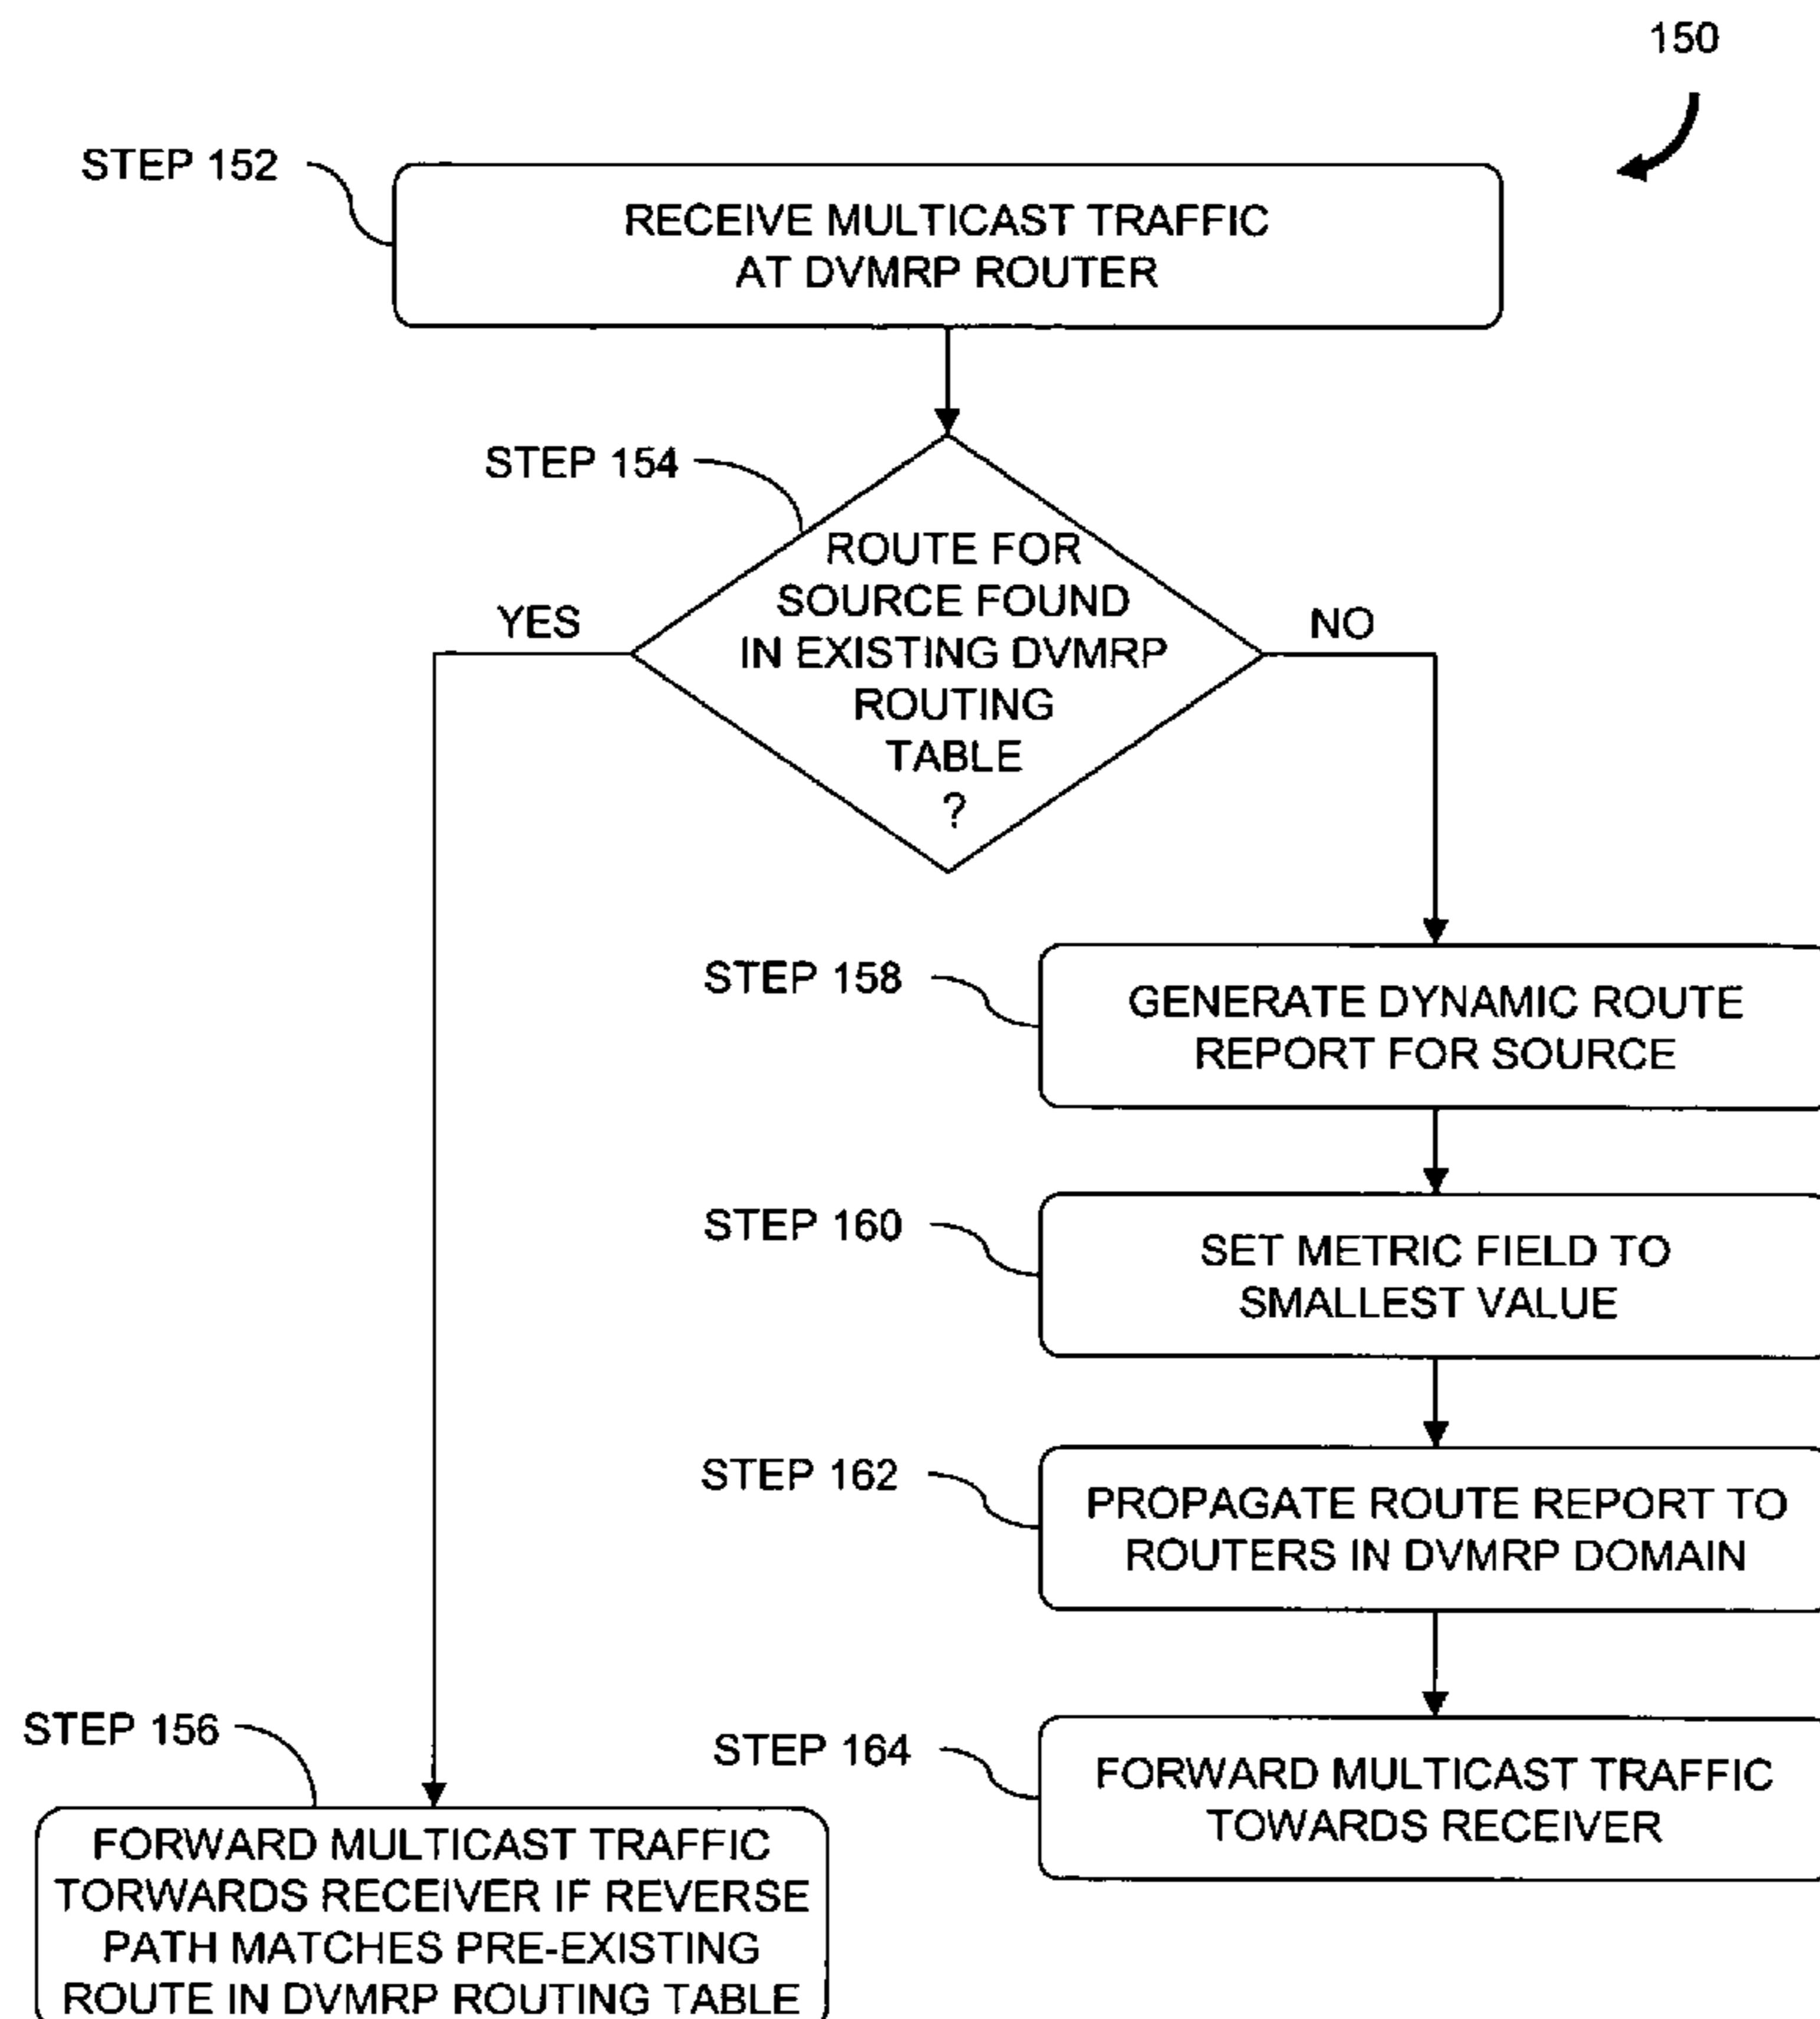 150
STEP 152
RECEIVE MULTICAST TRAFFIC
AT DVMRP ROUTER
STEP 154
ROUTE FOR
SOURCE FOUND
IN EXISTING DVMRP
ROUTING
TABLE
?
YES
NO
STEP 158
GENERATE DYNAMIC ROUTE
REPORT FOR SOURCE
STEP 160
SET METRIC FIELD TO
SMALLEST VALUE
STEP 162
PROPAGATE ROUTE REPORT TO
ROUTERS IN DVMRP DOMAIN
STEP 156
FORWARD MULTICAST TRAFFIC
TORWARDS RECEIVER IF REVERSE
PATH MATCHES PRE-EXISTING
ROUTE IN DVMRP ROUTING TABLE
STEP 164
FORWARD MULTICAST TRAFFIC
TOWARDS RECEIVER